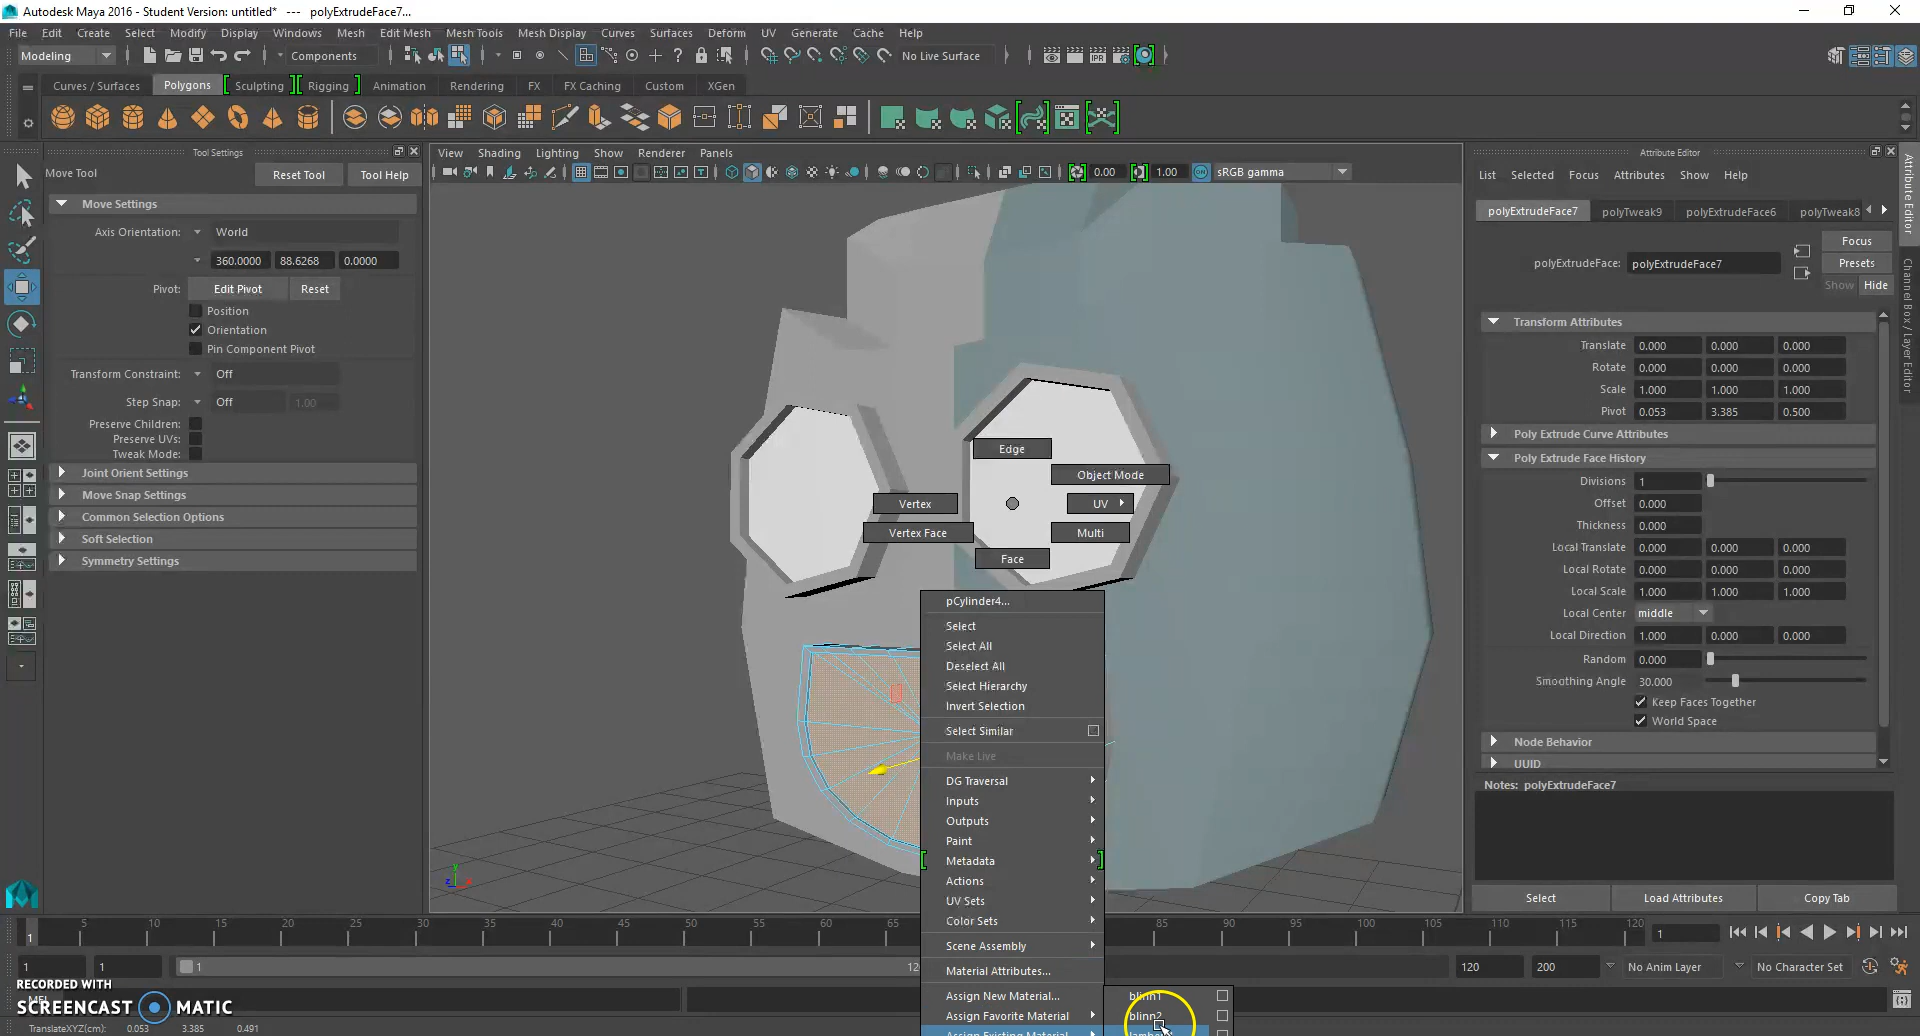 Autodesk Maya 2016 - Student Version: untitled* --- polyExtrudeFace7...
File Edit Create Select Modify Display Windows Mesh Edit Mesh Mesh Tools Mesh Display Curves Surfaces Deform UV Generate Cache Help
Modeling Components No Live Surface
Curves / Surfaces Polygons Sculpting Rigging Animation Rendering FX FX Caching Custom XGen
Tool Settings
Move Tool Reset Tool Tool Help
Move Settings
Axis Orientation: World
360.0000 88.6268 0.0000
Pivot: Edit Pivot Reset
Position
Orientation
Pin Component Pivot
Transform Constraint: Off
Step Snap: Off 1.00
Preserve Children:
Preserve UVs:
Tweak Mode:
Joint Orient Settings
Move Snap Settings
Common Selection Options
Soft Selection
Symmetry Settings
View Shading Lighting Show Renderer Panels
IPR
0.00 1.00 sRGB gamma
Edge
Object Mode
Vertex UV
Vertex Face Multi
Face
pCylinder4...
Select
Select All
Deselect All
Select Hierarchy
Invert Selection
Select Similar
Make Live
DG Traversal
Inputs
Outputs
Paint
Metadata
Actions
UV Sets
Color Sets
Scene Assembly
Material Attributes...
Assign New Material...
Assign Favorite Material
Assign Existing Material
blinn1
blinn2
Attribute Editor
List Selected Focus Attributes Show Help
polyExtrudeFace7 polyTweak9 polyExtrudeFace6 polyTweak8
Focus
polyExtrudeFace: polyExtrudeFace7 Presets
Show Hide
Transform Attributes
Translate 0.000 0.000 0.000
Rotate 0.000 0.000 0.000
Scale 1.000 1.000 1.000
Pivot 0.053 3.385 0.500
Poly Extrude Curve Attributes
Poly Extrude Face History
Divisions 1
Offset 0.000
Thickness 0.000
Local Translate 0.000 0.000 0.000
Local Rotate 0.000 0.000 0.000
Local Scale 1.000 1.000 1.000
Local Center middle
Local Direction 1.000 0.000 0.000
Random 0.000
Smoothing Angle 30.000
Keep Faces Together
World Space
Node Behavior
UUID
Notes: polyExtrudeFace7
Select Load Attributes Copy Tab
Attribute Editor
Channel Box / Layer Editor
5 10 15 20 25 30 35 40 45 50 55 60 65 85 90 95 100 105 110 115 120
1 1
1 1 1 120 200 No Anim Layer No Character Set
RECORDED WITH
SCREENCAST MATIC
TranslateXYZ(cm): 0.053 3.385 0.491